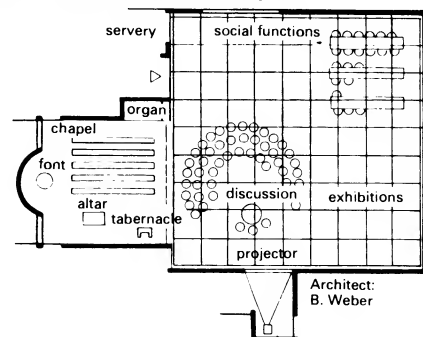 servery
social functions
organ
chapel
font
altar
tabernacle
discussion
exhibitions
projector
Architect:
B. Weber